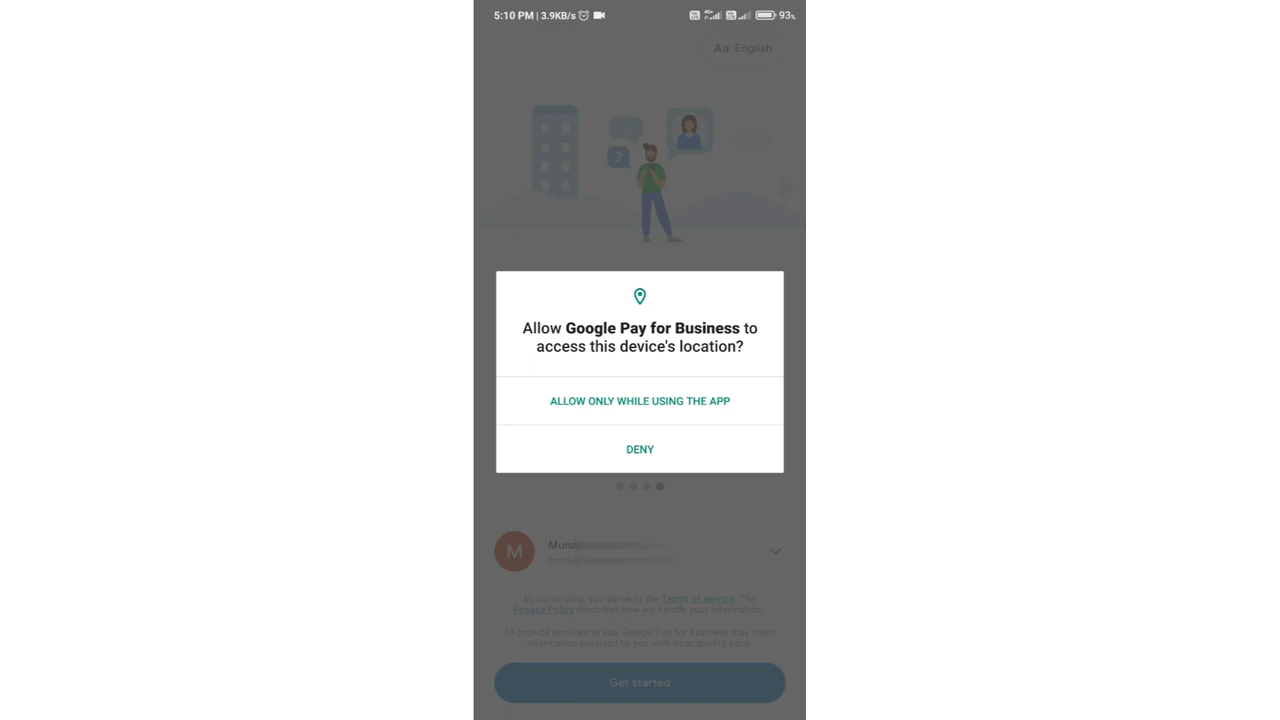 5:10 PM | 3.9KB/s 93%
Aa English
?
Allow Google Pay for Business to
access this device's location?
ALLOW ONLY WHILE USING THE APP
DENY
M
Muna
muna
By continuing, you agree to the Terms of service. The
Privacy Policy describes how we handle your information.
To provide services to you, Google Pay for Business may share
information provided by you with its acquiring bank.
Get started